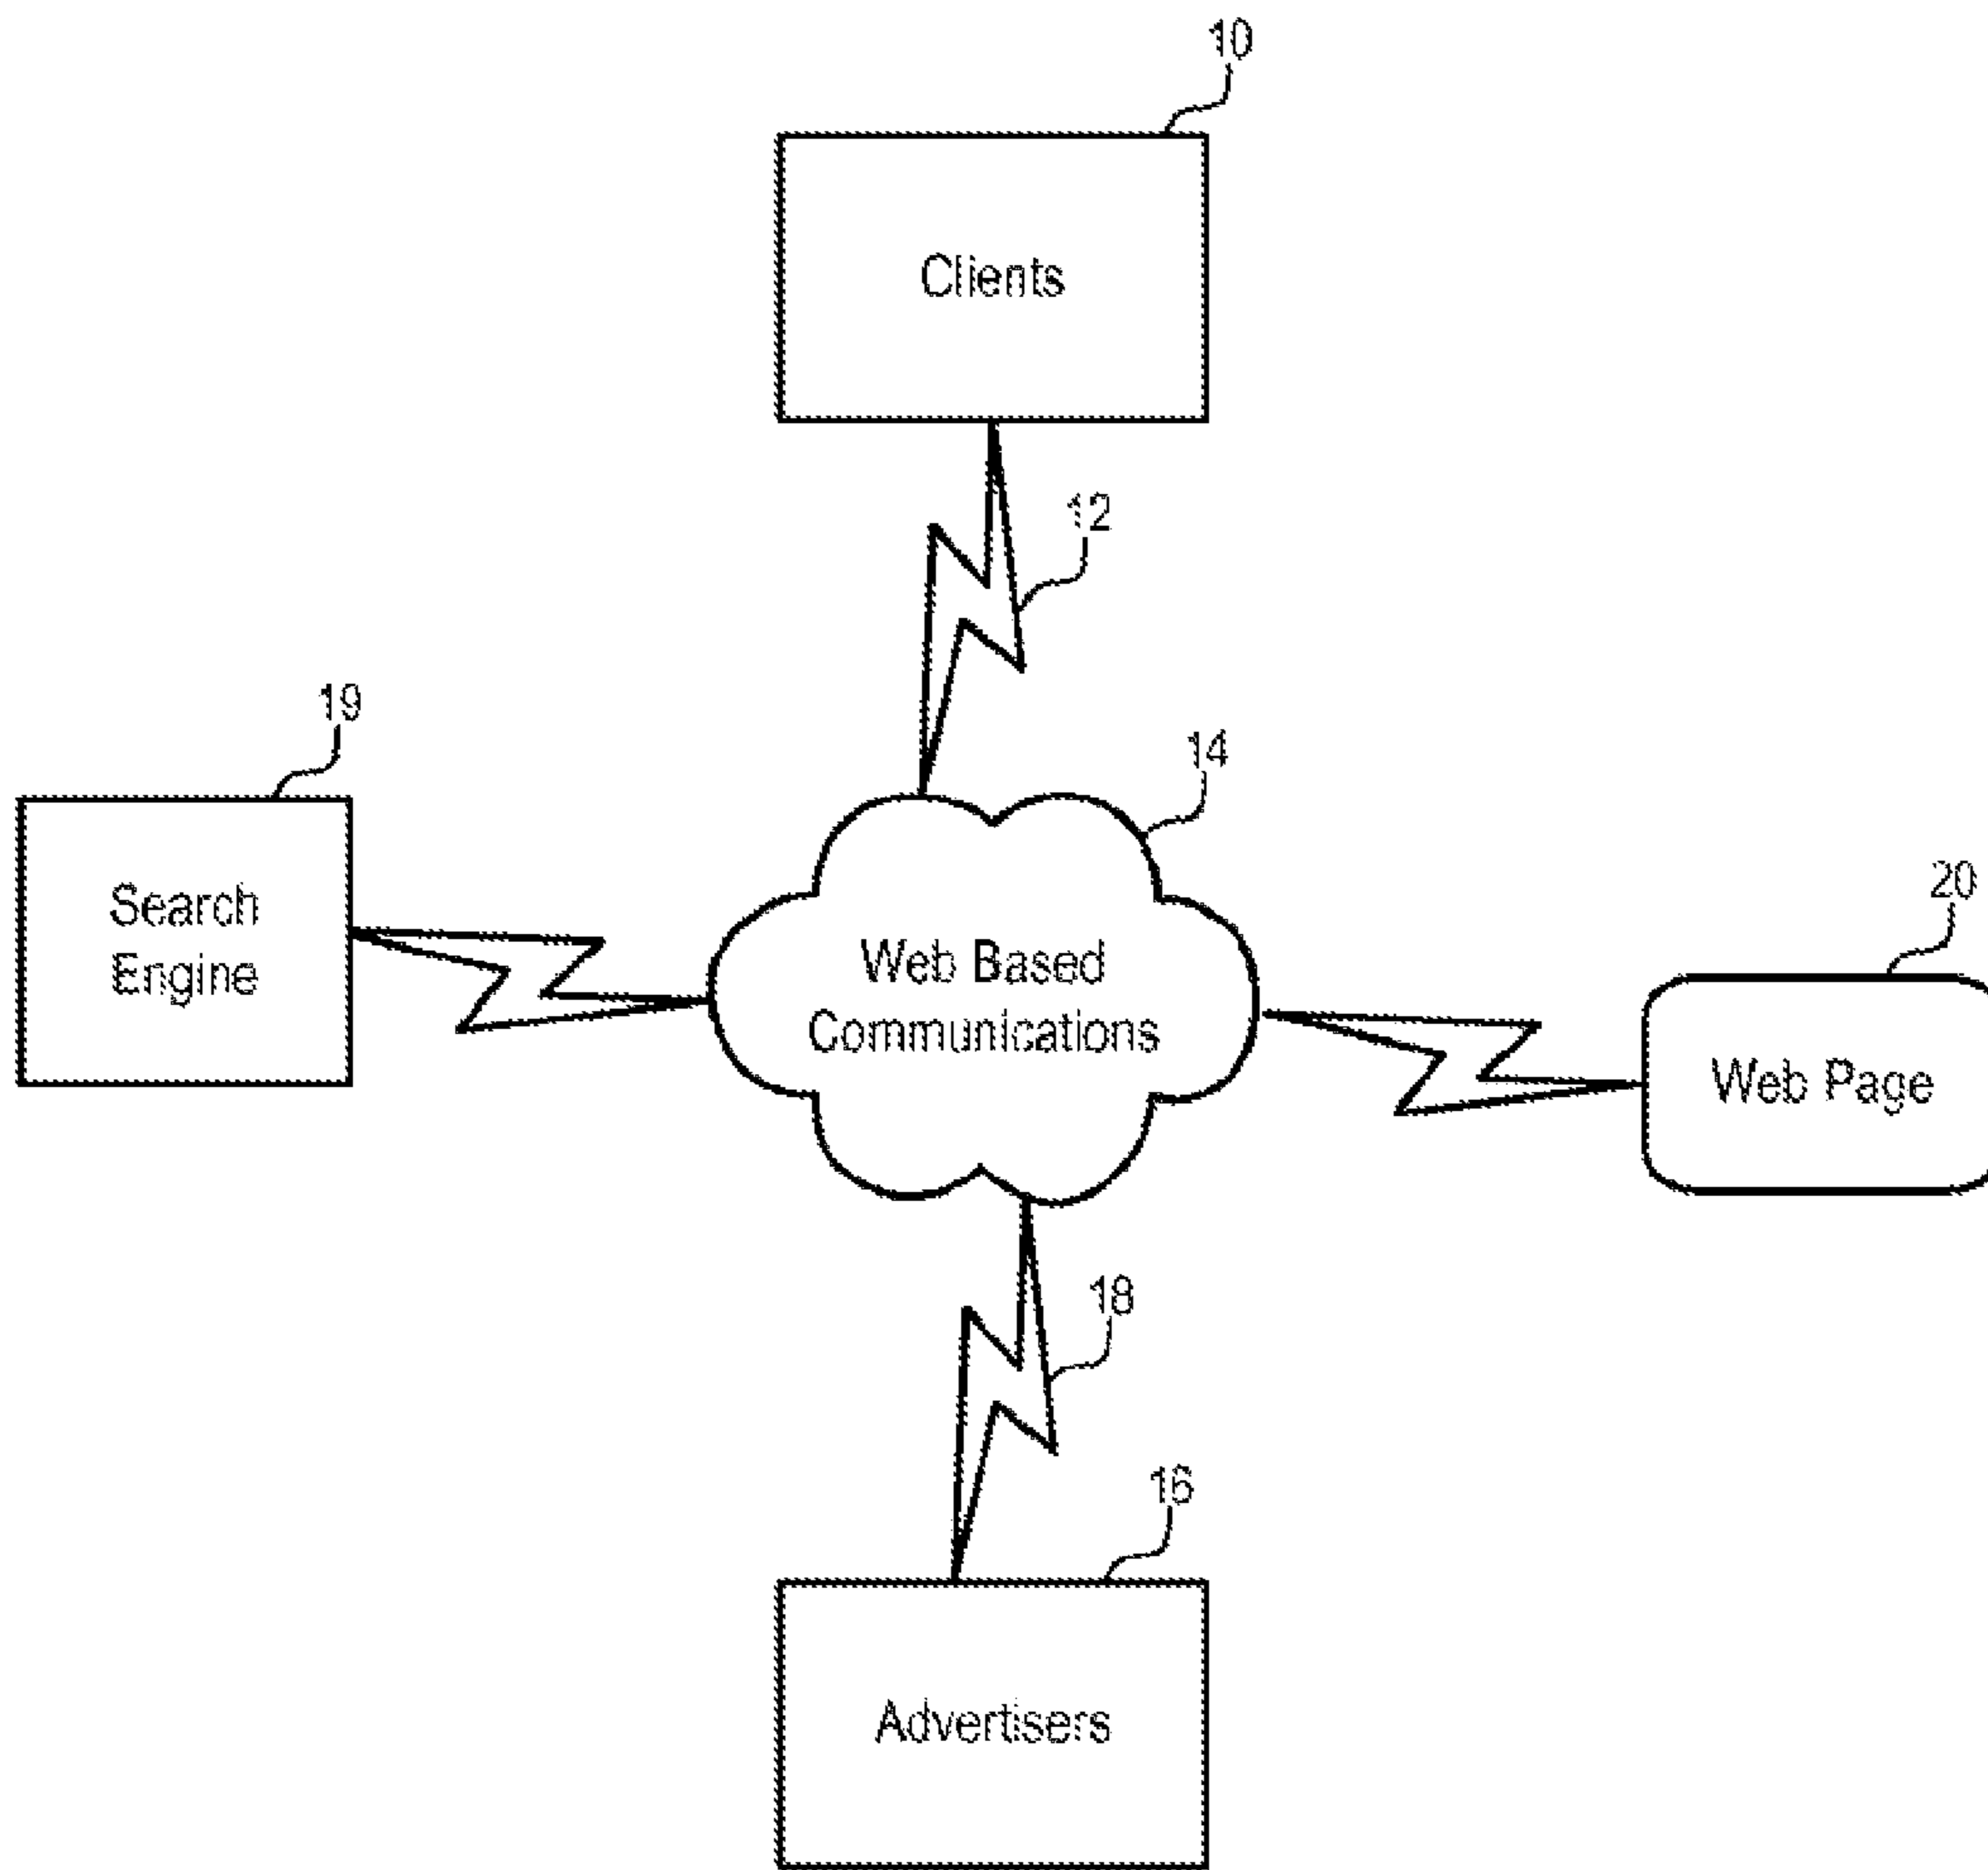 10
Clients
12
19
14
Search
Engine
20
Web Based
Communications
Web Page
18
16
Advertisers